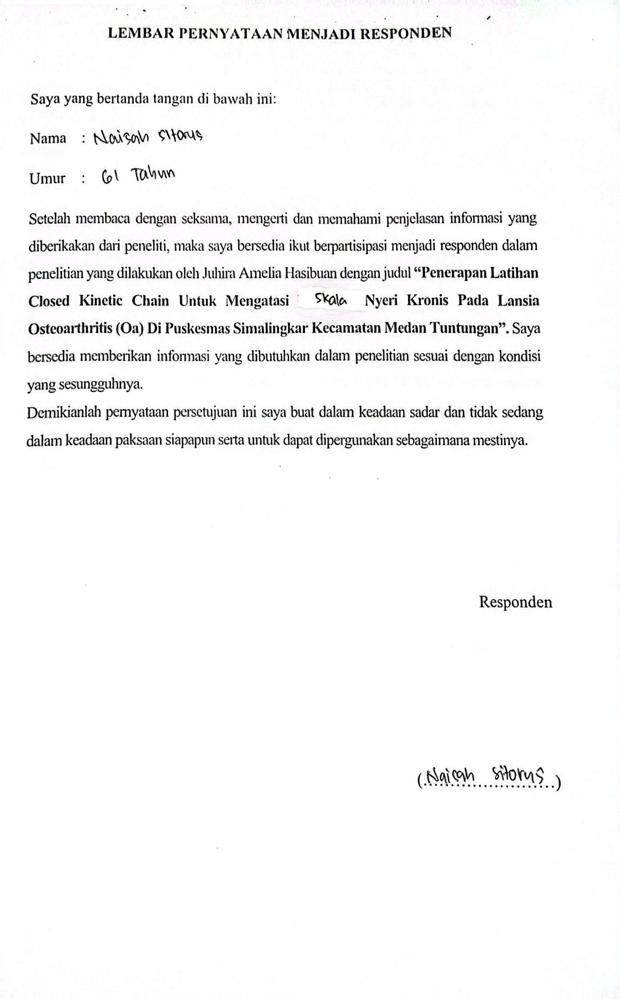 LEMBAR PERNYATAAN MENJADI RESPONDEN
Saya yang bertanda tangan di bawah ini:
Nama : Naisah Sitorus
Umur : 61 Tahun
Setelah membaca dengan seksama, mengerti dan memahami penjelasan informasi yang
diberikakan dari peneliti, maka saya bersedia ikut berpartisipasi menjadi responden dalam
penelitian yang dilakukan oleh Juhira Amelia Hasibuan dengan judul “Penerapan Latihan
Closed Kinetic Chain Untuk Mengatasi Skala Nyeri Kronis Pada Lansia
Osteoarthritis (Oa) Di Puskesmas Simalingkar Kecamatan Medan Tuntungan”. Saya
bersedia memberikan informasi yang dibutuhkan dalam penelitian sesuai dengan kondisi
yang sesungguhnya.
Demikianlah pernyataan persetujuan ini saya buat dalam keadaan sadar dan tidak sedang
dalam keadaan paksaan siapapun serta untuk dapat dipergunakan sebagaimana mestinya.
Responden
(Naisah Sitorus)